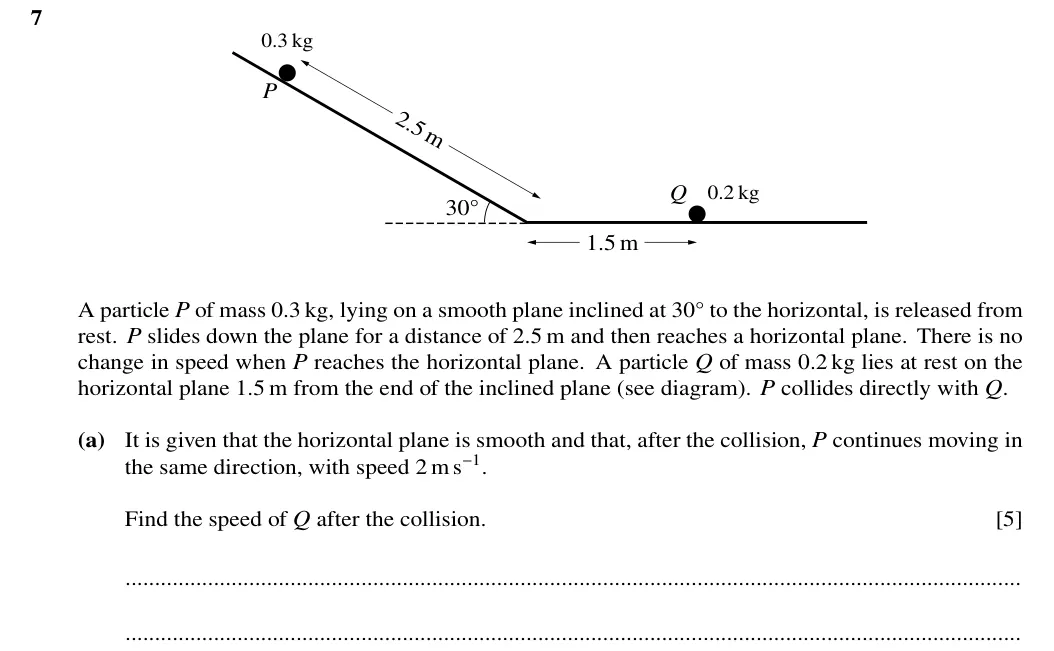 7
0.3 kg
P
2.5 m
30°
Q 0.2 kg
1.5 m
A particle P of mass 0.3 kg, lying on a smooth plane inclined at 30° to the horizontal, is released from
rest. P slides down the plane for a distance of 2.5 m and then reaches a horizontal plane. There is no
change in speed when P reaches the horizontal plane. A particle Q of mass 0.2 kg lies at rest on the
horizontal plane 1.5 m from the end of the inclined plane (see diagram). P collides directly with Q.
(a) It is given that the horizontal plane is smooth and that, after the collision, P continues moving in
the same direction, with speed 2 m s⁻¹.
Find the speed of Q after the collision. [5]